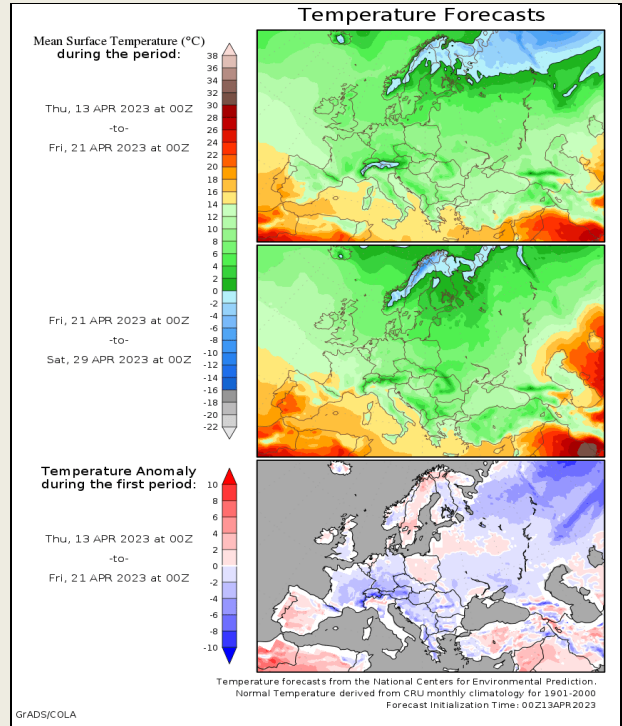 Temperature Forecasts
Mean Surface Temperature (°C)
during the period:
38
36
34
32
30
28
26
24
22
20
18
16
14
12
10
8
6
4
2
0
-2
-4
-6
-8
-10
-12
-14
-16
-18
-20
-22
Thu, 13 APR 2023 at 00Z
-to-
Fri, 21 APR 2023 at 00Z
Fri, 21 APR 2023 at 00Z
-to-
Sat, 29 APR 2023 at 00Z
Temperature Anomaly
during the first period:
10
8
6
4
2
0
-2
-4
-6
-8
-10
Thu, 13 APR 2023 at 00Z
-to-
Fri, 21 APR 2023 at 00Z
Temperature forecasts from the National Centers for Environmental Prediction.
Normal Temperature derived from CRU monthly climatology for 1901-2000
Forecast Initialization Time: 00Z13APR2023
GrADS/COLA